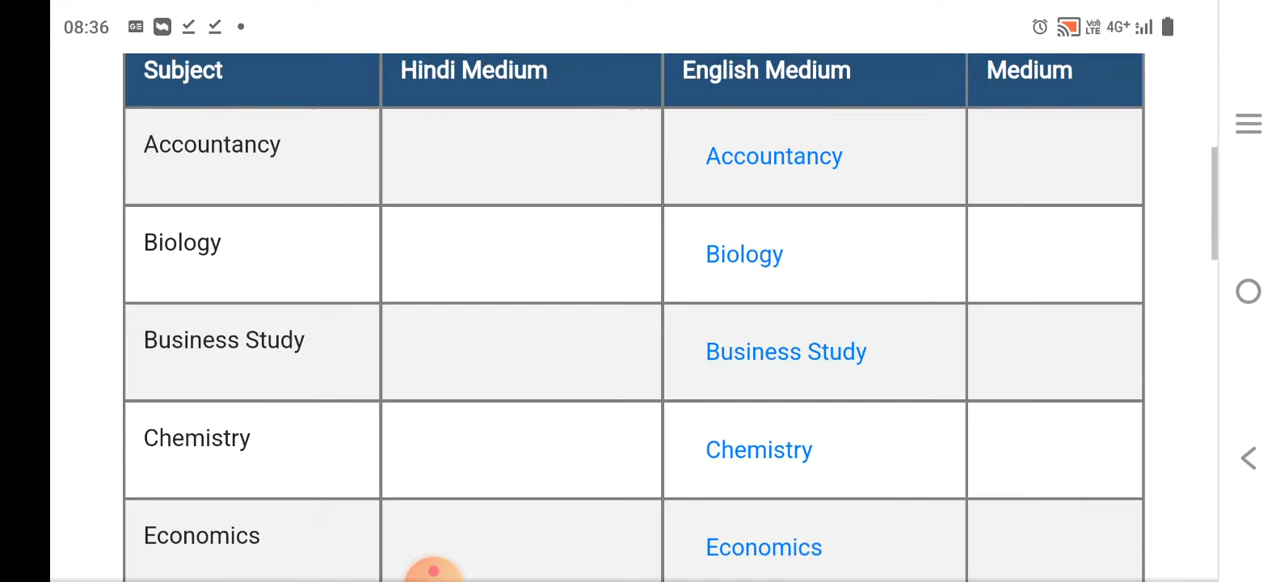 08:36 VoLTE 4G+
Subject Hindi Medium English Medium Medium
Accountancy Accountancy
Biology Biology
Business Study Business Study
Chemistry Chemistry
Economics Economics